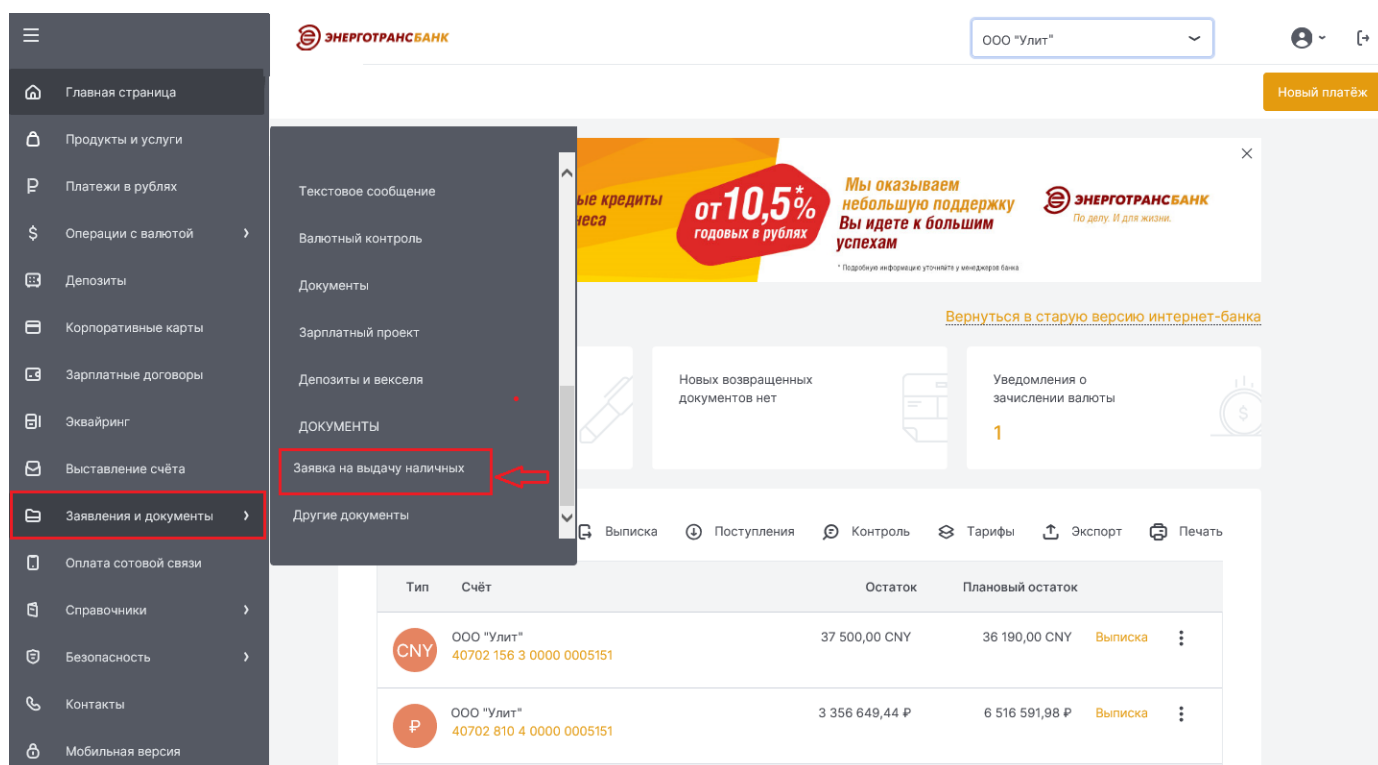 ЭНЕРГОТРАНСБАНК
ООО "Улит"
Новый платёж
Главная страница
Продукты и услуги
Платежи в рублях
Операции с валютой
Депозиты
Корпоративные карты
Зарплатные договоры
Эквайринг
Выставление счёта
Заявления и документы
Оплата сотовой связи
Справочники
Безопасность
Контакты
Мобильная версия
Текстовое сообщение
Валютный контроль
Документы
Зарплатный проект
Депозиты и векселя
ДОКУМЕНТЫ
Заявка на выдачу наличных
Другие документы
ые кредиты
неса
от 10,5*%
годовых в рублях
Мы оказываем
небольшую поддержку
Вы идете к большим
успехам
* Подробную информацию уточняйте у менеджеров банка
ЭНЕРГОТРАНСБАНК
По делу. И для жизни.
Вернуться в старую версию интернет-банка
Новых возвращенных
документов нет
Уведомления о
зачислении валюты
1
Выписка Поступления Контроль Тарифы Экспорт Печать
Тип Счёт Остаток Плановый остаток
CNY ООО "Улит" 37 500,00 CNY 36 190,00 CNY Выписка
40702 156 3 0000 0005151
₽ ООО "Улит" 3 356 649,44 ₽ 6 516 591,98 ₽ Выписка
40702 810 4 0000 0005151